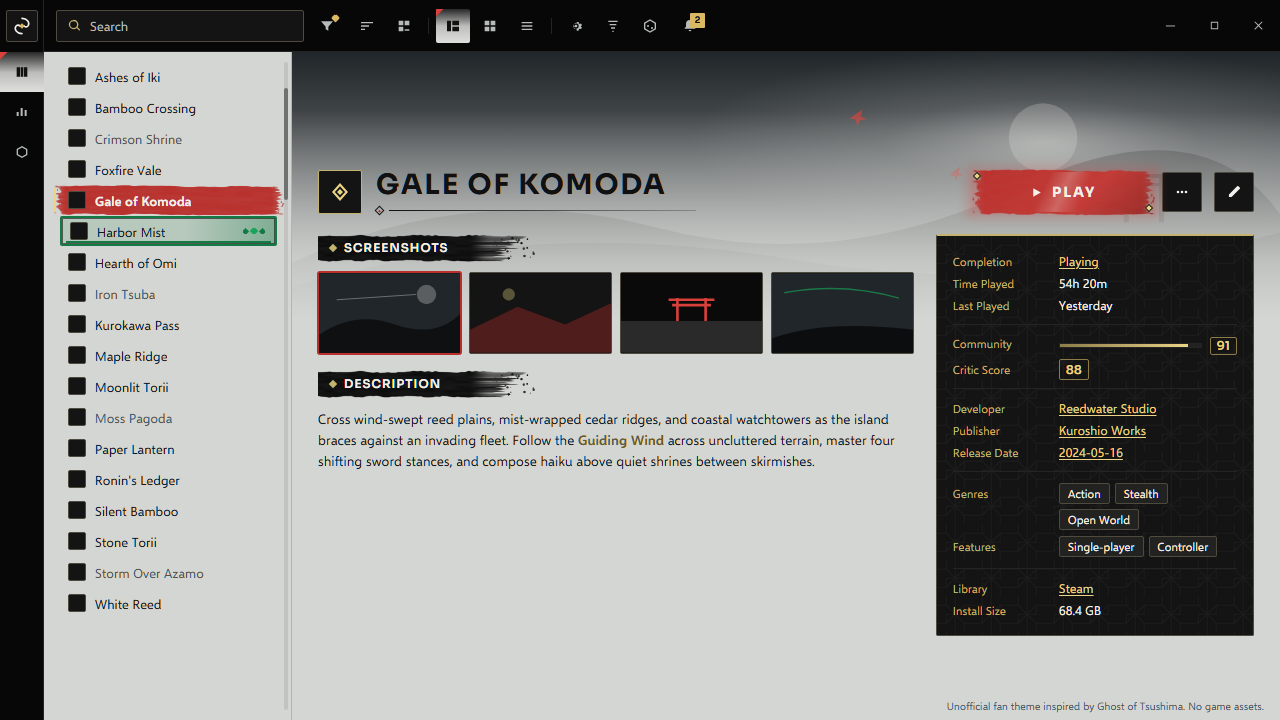 Search
2
Ashes of Iki
Bamboo Crossing
Crimson Shrine
Foxfire Vale
Gale of Komoda
Harbor Mist
Hearth of Omi
Iron Tsuba
Kurokawa Pass
Maple Ridge
Moonlit Torii
Moss Pagoda
Paper Lantern
Ronin's Ledger
Silent Bamboo
Stone Torii
Storm Over Azamo
White Reed
GALE OF KOMODA
PLAY
SCREENSHOTS
DESCRIPTION
Cross wind-swept reed plains, mist-wrapped cedar ridges, and coastal watchtowers as the island
braces against an invading fleet. Follow the Guiding Wind across uncluttered terrain, master four
shifting sword stances, and compose haiku above quiet shrines between skirmishes.
Completion Playing
Time Played 54h 20m
Last Played Yesterday
Community 91
Critic Score 88
Developer Reedwater Studio
Publisher Kuroshio Works
Release Date 2024-05-16
Genres Action Stealth
Open World
Features Single-player Controller
Library Steam
Install Size 68.4 GB
Unofficial fan theme inspired by Ghost of Tsushima. No game assets.